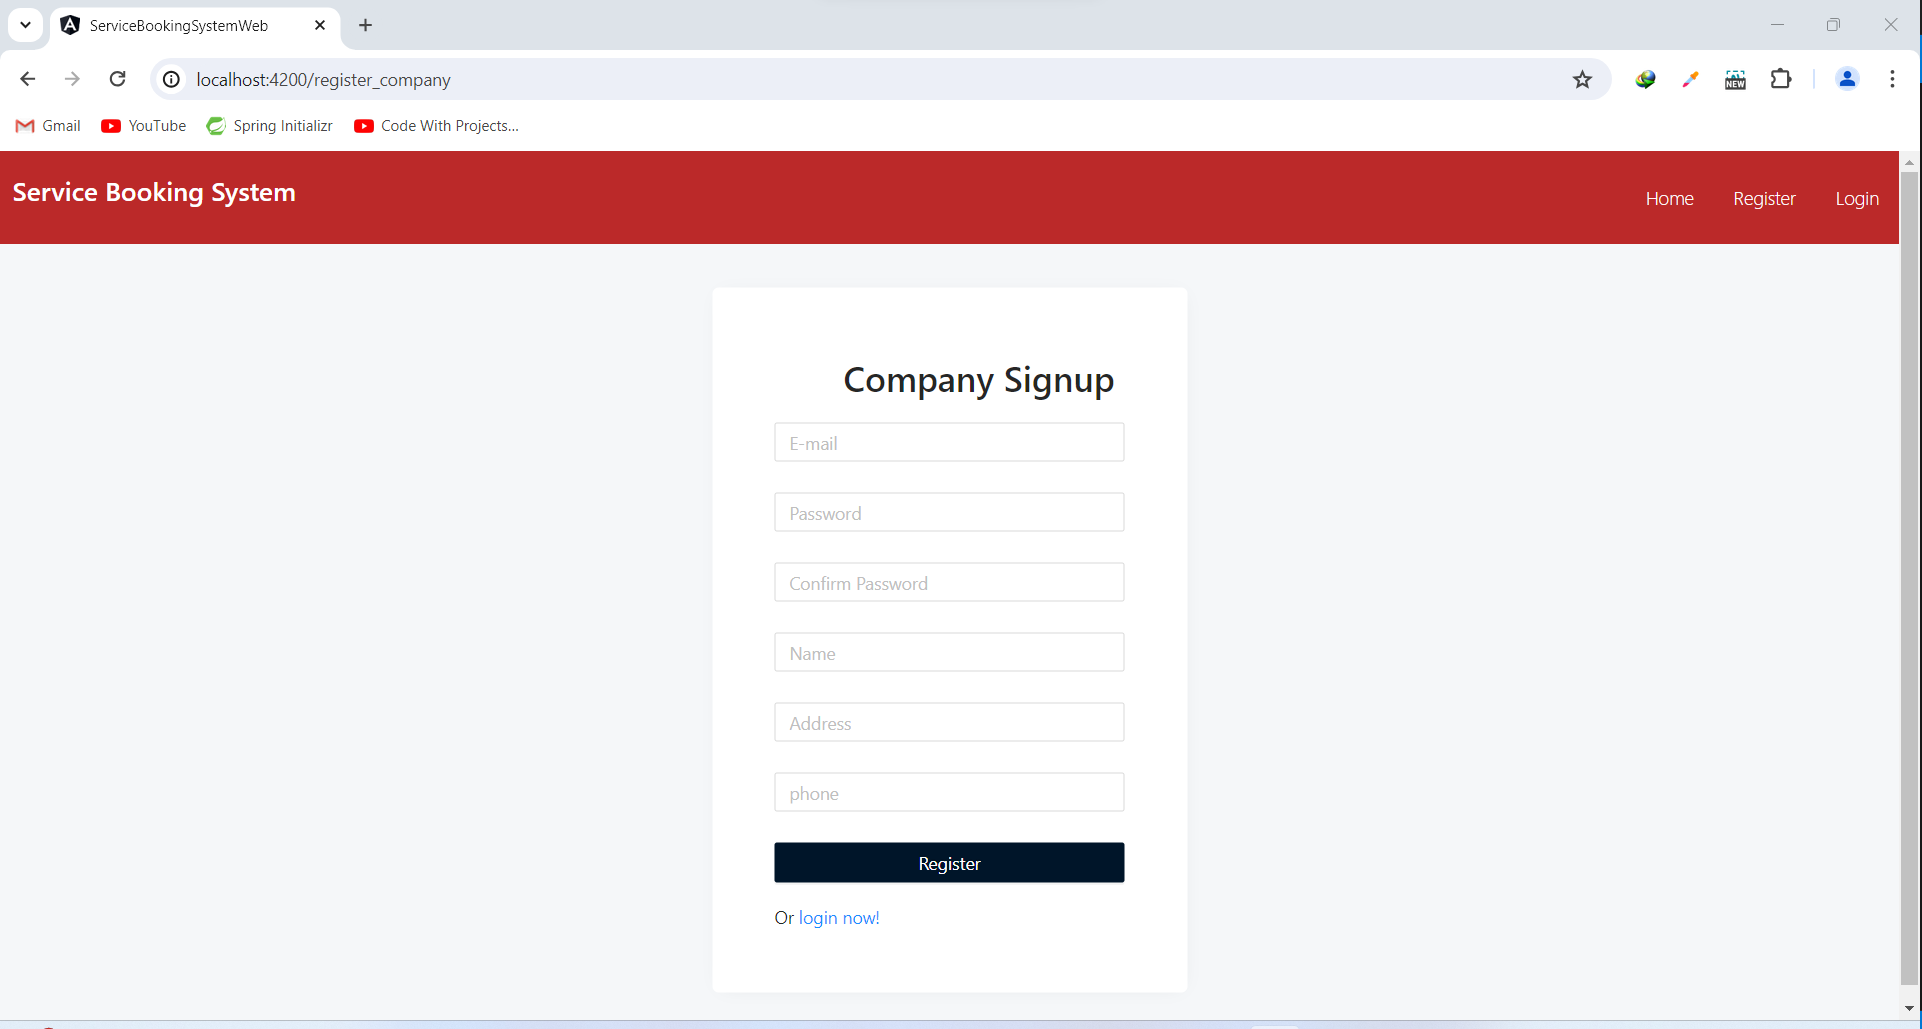 ServiceBookingSystemWeb
localhost:4200/register_company
NEW
Gmail YouTube Spring Initializr Code With Projects...
Service Booking System
Home Register Login
Company Signup
E-mail
Password
Confirm Password
Name
Address
phone
Register
Or login now!